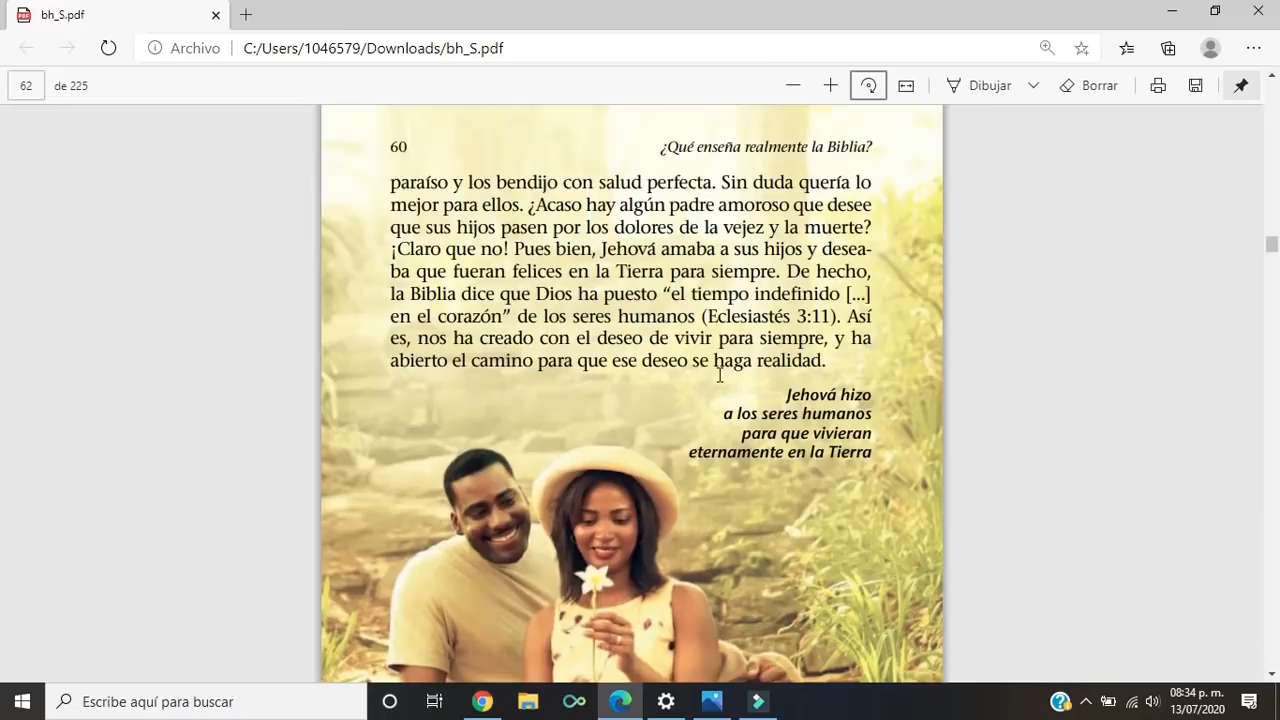 bh_S.pdf
Archivo
C:/Users/1046579/Downloads/bh_S.pdf
62
de 225
Dibujar
Borrar
60
¿Qué enseña realmente la Biblia?
paraíso y los bendijo con salud perfecta. Sin duda quería lo
mejor para ellos. ¿Acaso hay algún padre amoroso que desee
que sus hijos pasen por los dolores de la vejez y la muerte?
¡Claro que no! Pues bien, Jehová amaba a sus hijos y desea-
ba que fueran felices en la Tierra para siempre. De hecho,
la Biblia dice que Dios ha puesto “el tiempo indefinido [...]
en el corazón” de los seres humanos (Eclesiastés 3:11). Así
es, nos ha creado con el deseo de vivir para siempre, y ha
abierto el camino para que ese deseo se haga realidad.
Jehová hizo
a los seres humanos
para que vivieran
eternamente en la Tierra
Escribe aquí para buscar
08:34 p. m.
13/07/2020